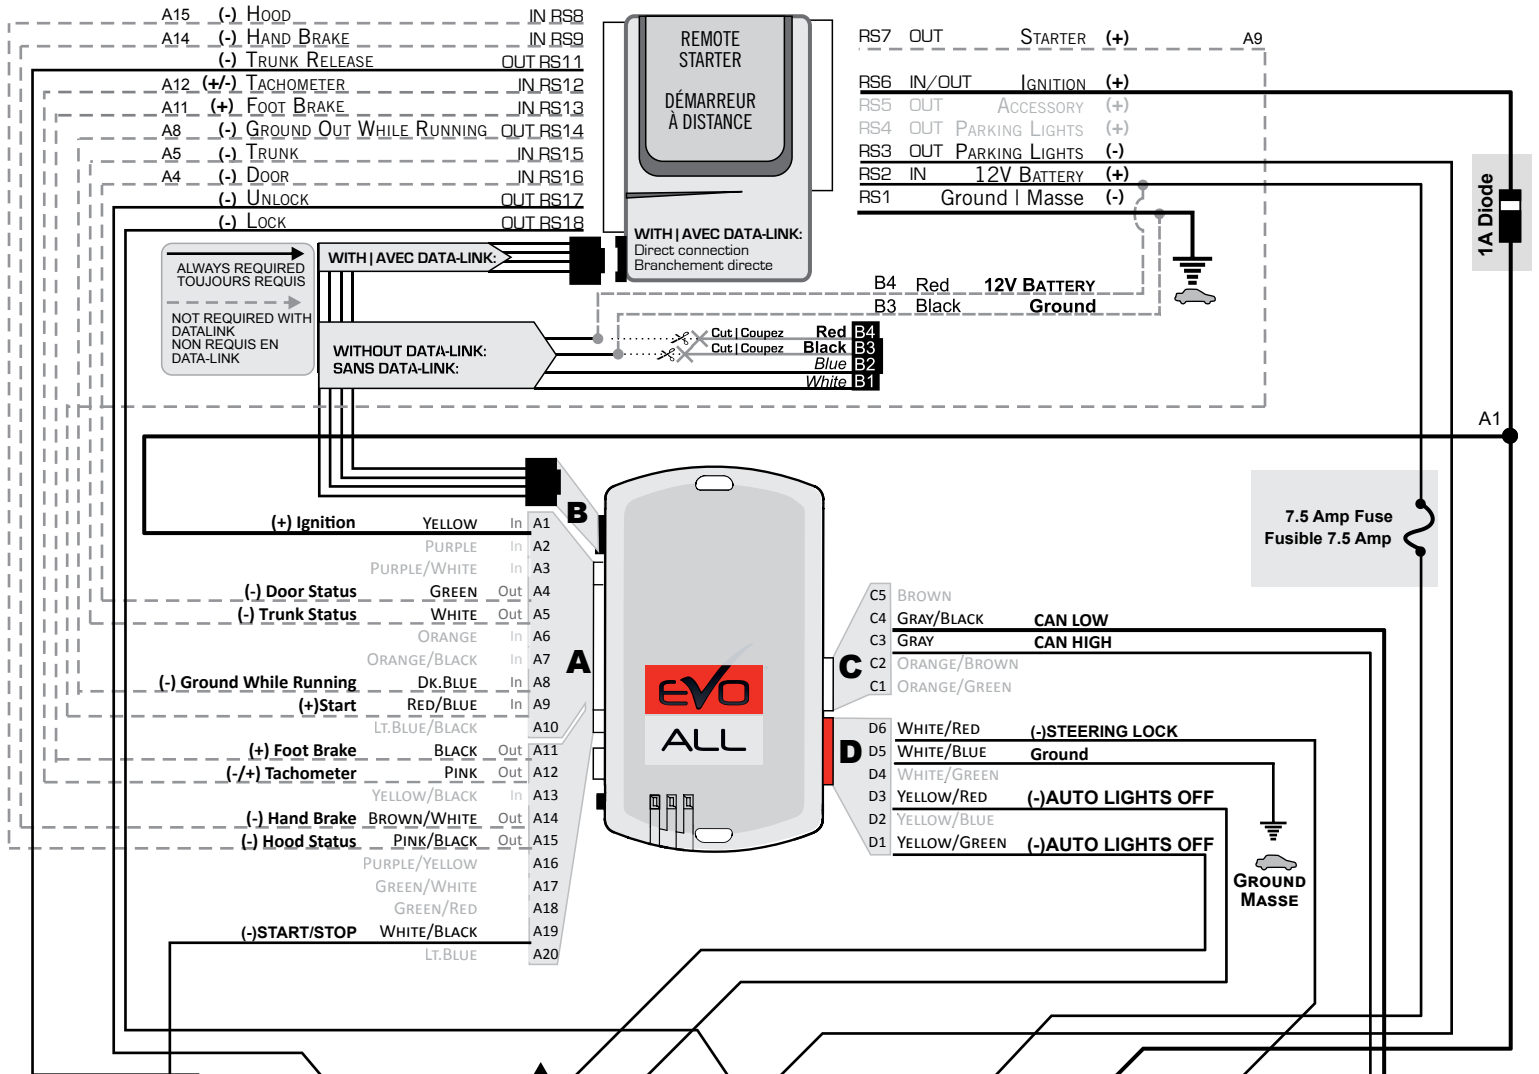 A15 (-) HOOD IN RS8
A14 (-) HAND BRAKE IN RS9
(-) TRUNK RELEASE OUT RS11
A12 (+/-) TACHOMETER IN RS12
A11 (+) FOOT BRAKE IN RS13
A8 (-) GROUND OUT WHILE RUNNING OUT RS14
A5 (-) TRUNK IN RS15
A4 (-) DOOR IN RS16
(-) UNLOCK OUT RS17
(-) LOCK OUT RS18
REMOTE
STARTER
DÉMARREUR
À DISTANCE
WITH | AVEC DATA-LINK:
Direct connection
Branchement directe
RS7 OUT STARTER (+) A9
RS6 IN/OUT IGNITION (+)
RS5 OUT ACCESSORY (+)
RS4 OUT PARKING LIGHTS (+)
RS3 OUT PARKING LIGHTS (-)
RS2 IN 12V BATTERY (+)
RS1 Ground | Masse (-)
1A Diode
ALWAYS REQUIRED
TOUJOURS REQUIS
NOT REQUIRED WITH
DATALINK
NON REQUIS EN
DATA-LINK
WITH | AVEC DATA-LINK:
WITHOUT DATA-LINK:
SANS DATA-LINK:
B4 Red 12V BATTERY
B3 Black Ground
Cut | Coupez Red B4
Cut | Coupez Black B3
Blue B2
White B1
A1
7.5 Amp Fuse
Fusible 7.5 Amp
B
(+) Ignition YELLOW In A1
PURPLE In A2
PURPLE/WHITE In A3
(-) Door Status GREEN Out A4
(-) Trunk Status WHITE Out A5
ORANGE In A6
ORANGE/BLACK In A7
(-) Ground While Running DK.BLUE In A8
(+)Start RED/BLUE In A9
LT.BLUE/BLACK A10
(+) Foot Brake BLACK Out A11
(-/+) Tachometer PINK Out A12
YELLOW/BLACK In A13
(-) Hand Brake BROWN/WHITE Out A14
(-) Hood Status PINK/BLACK Out A15
PURPLE/YELLOW A16
GREEN/WHITE A17
GREEN/RED A18
(-)START/STOP WHITE/BLACK A19
LT.BLUE A20
A
EVO
ALL
C
C5 BROWN
C4 GRAY/BLACK CAN LOW
C3 GRAY CAN HIGH
C2 ORANGE/BROWN
C1 ORANGE/GREEN
D
D6 WHITE/RED (-)STEERING LOCK
D5 WHITE/BLUE Ground
D4 WHITE/GREEN
D3 YELLOW/RED (-)AUTO LIGHTS OFF
D2 YELLOW/BLUE
D1 YELLOW/GREEN (-)AUTO LIGHTS OFF
GROUND
MASSE